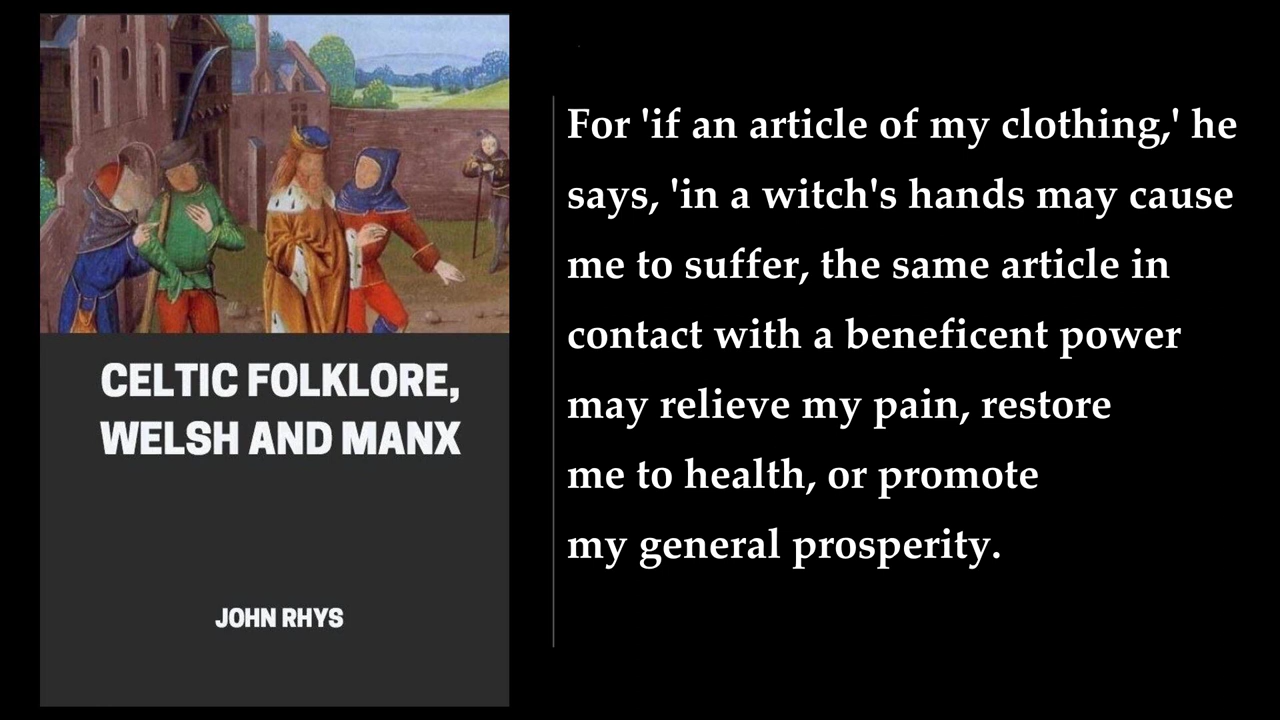 CELTIC FOLKLORE,
WELSH AND MANX
JOHN RHYS
For 'if an article of my clothing,' he
says, 'in a witch's hands may cause
me to suffer, the same article in
contact with a beneficent power
may relieve my pain, restore
me to health, or promote
my general prosperity.